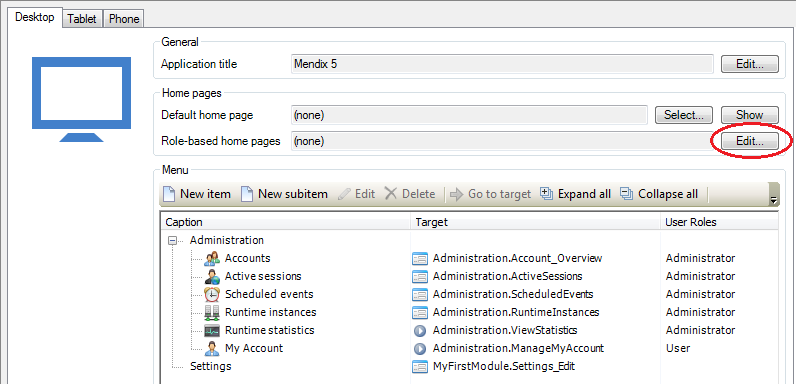 Desktop Tablet Phone
General
Application title Mendix 5 Edit...
Home pages
Default home page (none) Select... Show
Role-based home pages (none) Edit...
Menu
New item New subitem Edit Delete Go to target Expand all Collapse all
Caption Target User Roles
Administration
Accounts Administration.Account_Overview Administrator
Active sessions Administration.ActiveSessions Administrator
Scheduled events Administration.ScheduledEvents Administrator
Runtime instances Administration.RuntimeInstances Administrator
Runtime statistics Administration.ViewStatistics Administrator
My Account Administration.ManageMyAccount User
Settings MyFirstModule.Settings_Edit